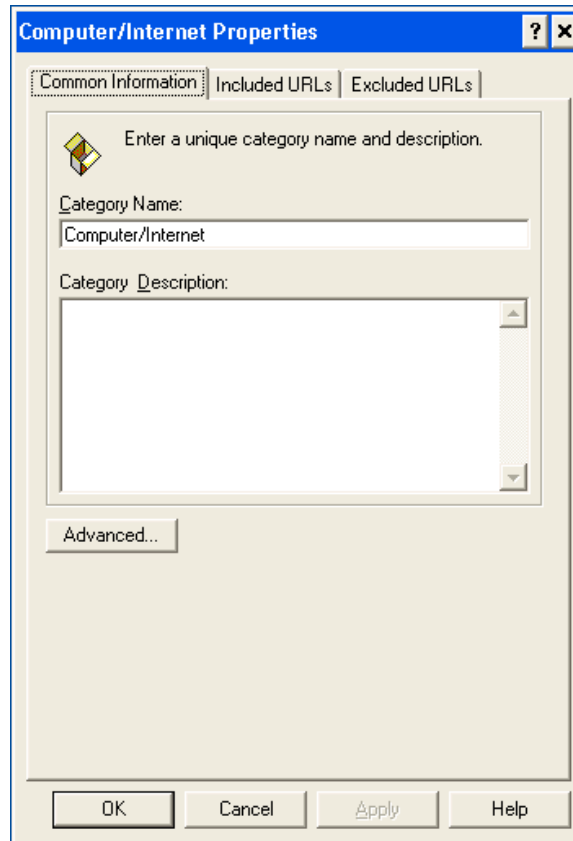 Computer/Internet Properties
Common Information Included URLs Excluded URLs
Enter a unique category name and description.
Category Name:
Computer/Internet
Category Description:
Advanced...
OK Cancel Apply Help